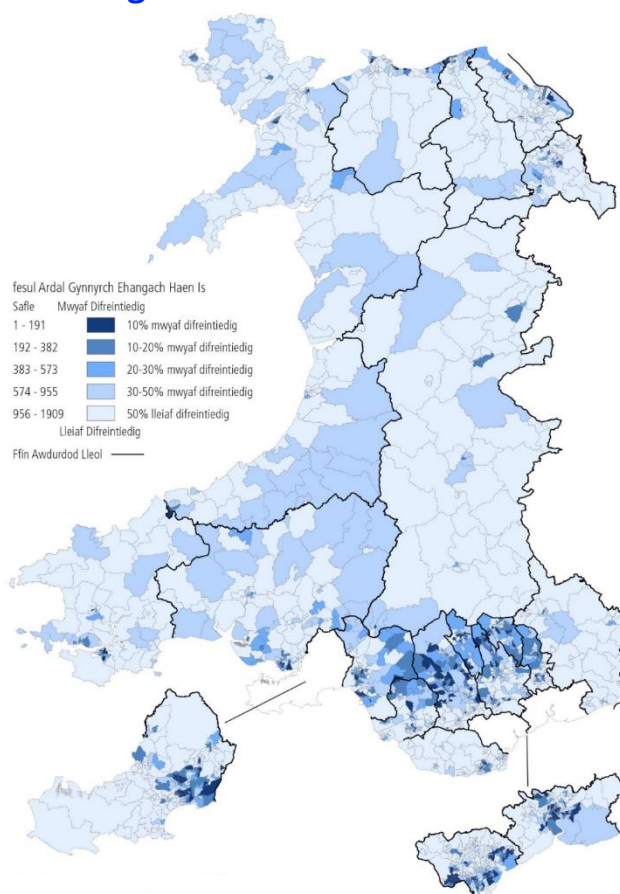 fesul Ardal Gynnyrch Ehangach Haen Is
Safle Mwyaf Difreintiedig
1 - 191 10% mwyaf difreintiedig
192 - 382 10-20% mwyaf difreintiedig
383 - 573 20-30% mwyaf difreintiedig
574 - 955 30-50% mwyaf difreintiedig
956 - 1909 50% lleiaf difreintiedig
Lleiaf Difreintiedig
Ffin Awdurdod Lleol